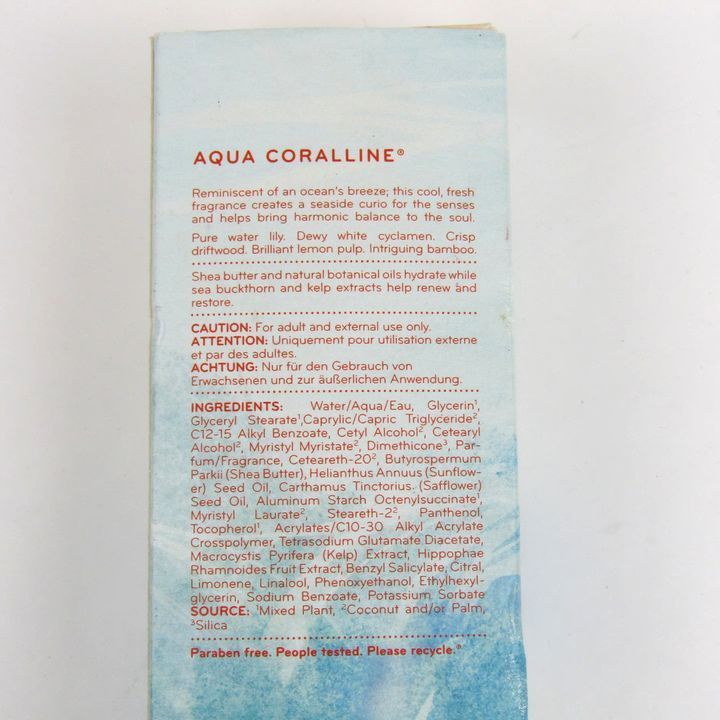 AQUA CORALLINE®
Reminiscent of an ocean's breeze; this cool, fresh
fragrance creates a seaside curio for the senses
and helps bring harmonic balance to the soul.
Pure water lily. Dewy white cyclamen. Crisp
driftwood. Brilliant lemon pulp. Intriguing bamboo.
Shea butter and natural botanical oils hydrate while
sea buckthorn and kelp extracts help renew and
restore.
CAUTION: For adult and external use only.
ATTENTION: Uniquement pour utilisation externe
et par des adultes.
ACHTUNG: Nur für den Gebrauch von
Erwachsenen und zur äußerlichen Anwendung.
INGREDIENTS: Water/Aqua/Eau, Glycerin¹,
Glyceryl Stearate¹,Caprylic/Capric Triglyceride²,
C12-15 Alkyl Benzoate, Cetyl Alcohol², Cetearyl
Alcohol², Myristyl Myristate², Dimethicone³, Par-
fum/Fragrance, Ceteareth-20², Butyrospermum
Parkii (Shea Butter), Helianthus Annuus (Sunflow-
er) Seed Oil, Carthamus Tinctorius (Safflower)
Seed Oil, Aluminum Starch Octenylsuccinate¹,
Myristyl Laurate², Steareth-2², Panthenol,
Tocopherol¹, Acrylates/C10-30 Alkyl Acrylate
Crosspolymer, Tetrasodium Glutamate Diacetate,
Macrocystis Pyrifera (Kelp) Extract, Hippophae
Rhamnoides Fruit Extract, Benzyl Salicylate, Citral,
Limonene, Linalool, Phenoxyethanol, Ethylhexyl-
glycerin, Sodium Benzoate, Potassium Sorbate
SOURCE: ¹Mixed Plant, ²Coconut and/or Palm,
³Silica
Paraben free. People tested. Please recycle.®